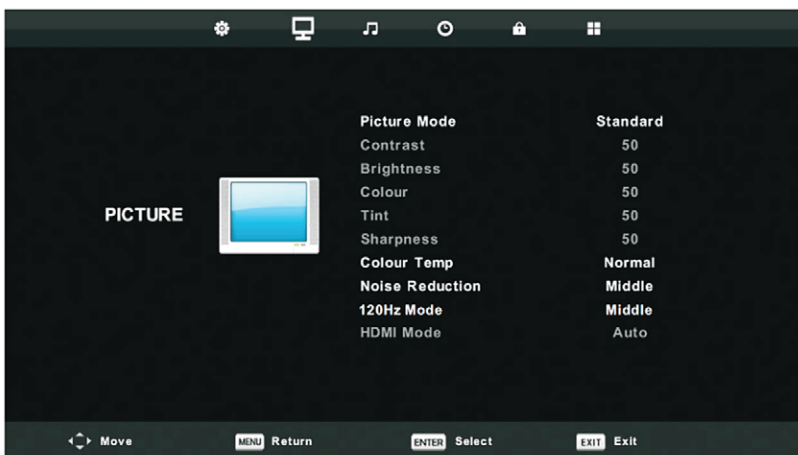 Picture Mode Standard
Contrast 50
Brightness 50
Colour 50
PICTURE
Tint 50
Sharpness 50
Colour Temp Normal
Noise Reduction Middle
120Hz Mode Middle
HDMI Mode Auto
Move MENU Return ENTER Select EXIT Exit